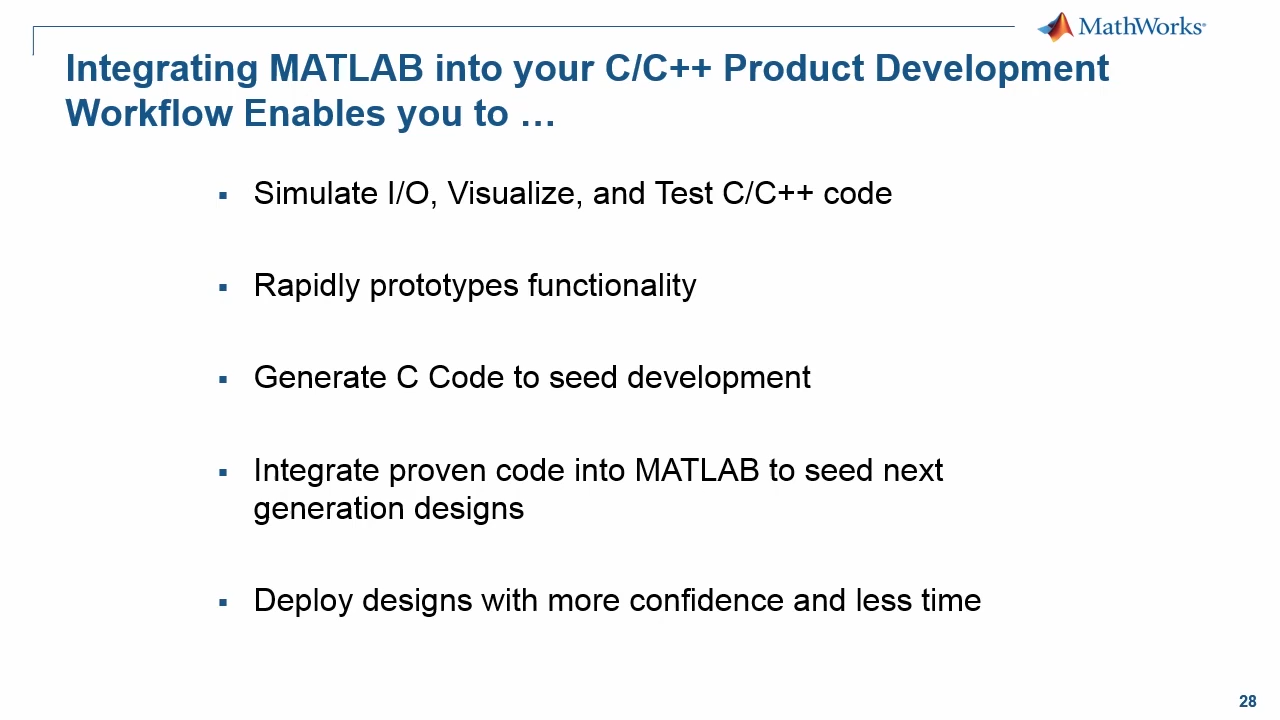 MathWorks®
Integrating MATLAB into your C/C++ Product Development
Workflow Enables you to …
▪ Simulate I/O, Visualize, and Test C/C++ code
▪ Rapidly prototypes functionality
▪ Generate C Code to seed development
▪ Integrate proven code into MATLAB to seed next
generation designs
▪ Deploy designs with more confidence and less time
28